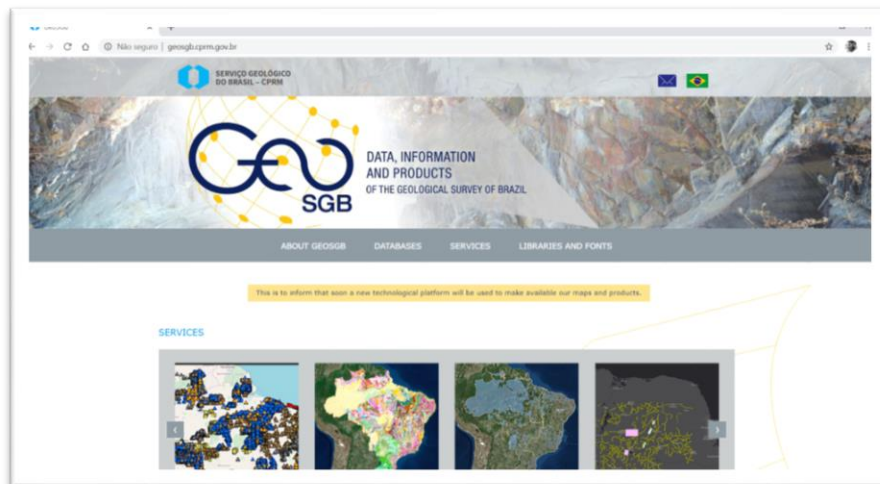 GEOSGB
Não seguro | geosgb.cprm.gov.br
SERVIÇO GEOLÓGICO
DO BRASIL – CPRM
GEO
SGB
DATA, INFORMATION
AND PRODUCTS
OF THE GEOLOGICAL SURVEY OF BRAZIL
ABOUT GEOSGB DATABASES SERVICES LIBRARIES AND FONTS
This is to inform that soon a new technological platform will be used to make available our maps and products.
SERVICES